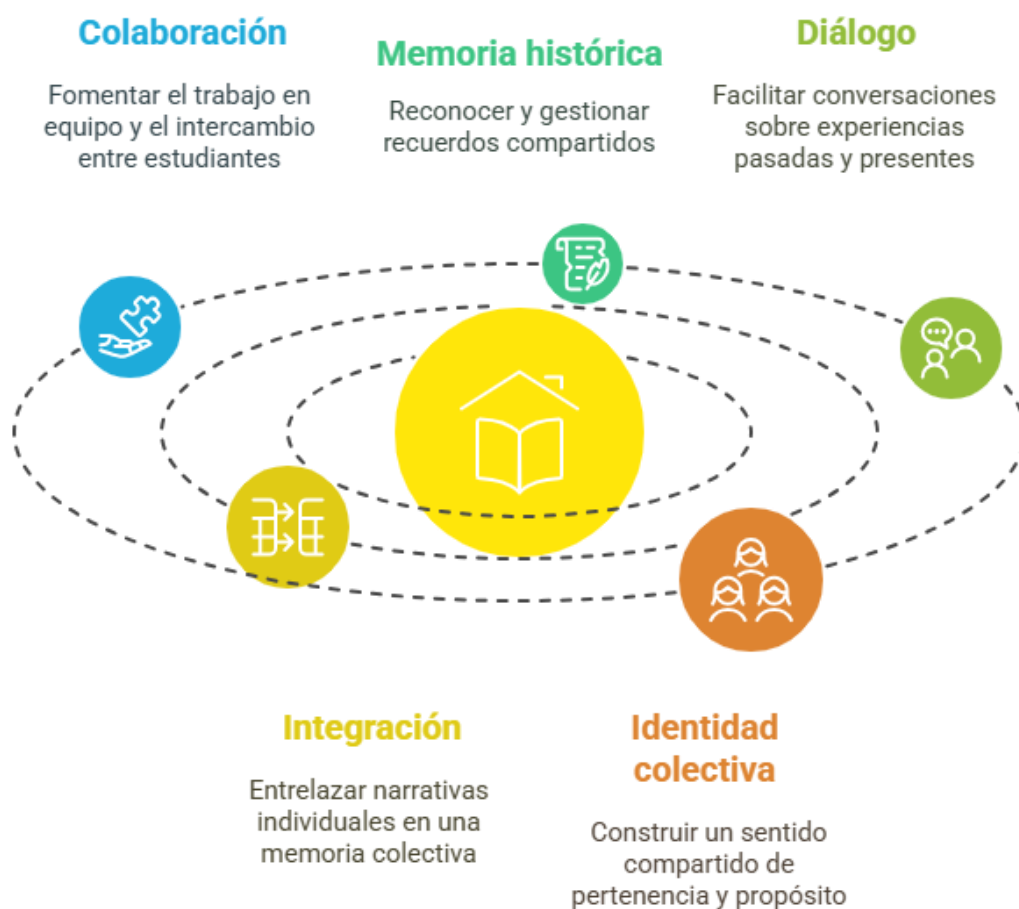 Colaboración
Fomentar el trabajo en
equipo y el intercambio
entre estudiantes
Memoria histórica
Reconocer y gestionar
recuerdos compartidos
Diálogo
Facilitar conversaciones
sobre experiencias
pasadas y presentes
Integración
Entrelazar narrativas
individuales en una
memoria colectiva
Identidad
colectiva
Construir un sentido
compartido de
pertenencia y propósito